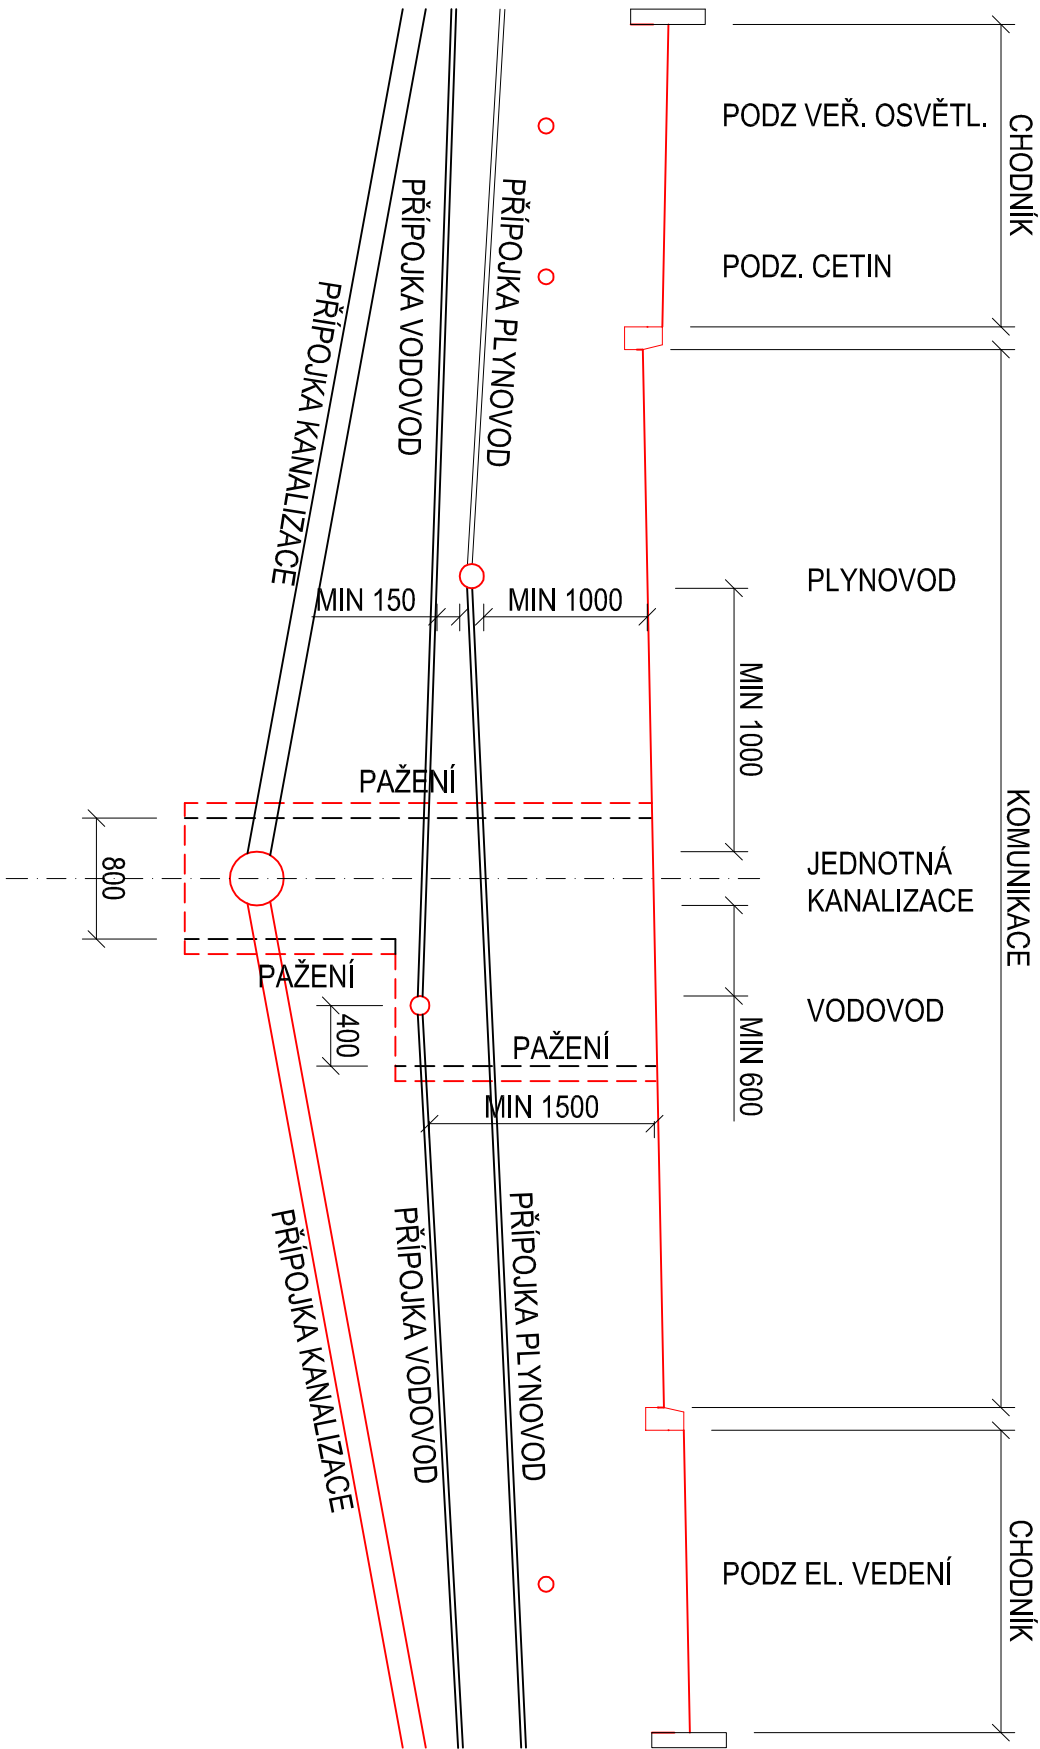 PODZ VEŘ. OSVĚTL.
CHODNÍK
PODZ. CETIN
PŘÍPOJKA PLYNOVOD
PŘÍPOJKA VODOVOD
PŘÍPOJKA KANALIZACE
PLYNOVOD
MIN 150
MIN 1000
MIN 1000
PAŽENÍ
KOMUNIKACE
800
JEDNOTNÁ
KANALIZACE
PAŽENÍ
VODOVOD
400
PAŽENÍ
MIN 600
MIN 1500
PŘÍPOJKA PLYNOVOD
PŘÍPOJKA VODOVOD
PŘÍPOJKA KANALIZACE
PODZ EL. VEDENÍ
CHODNÍK